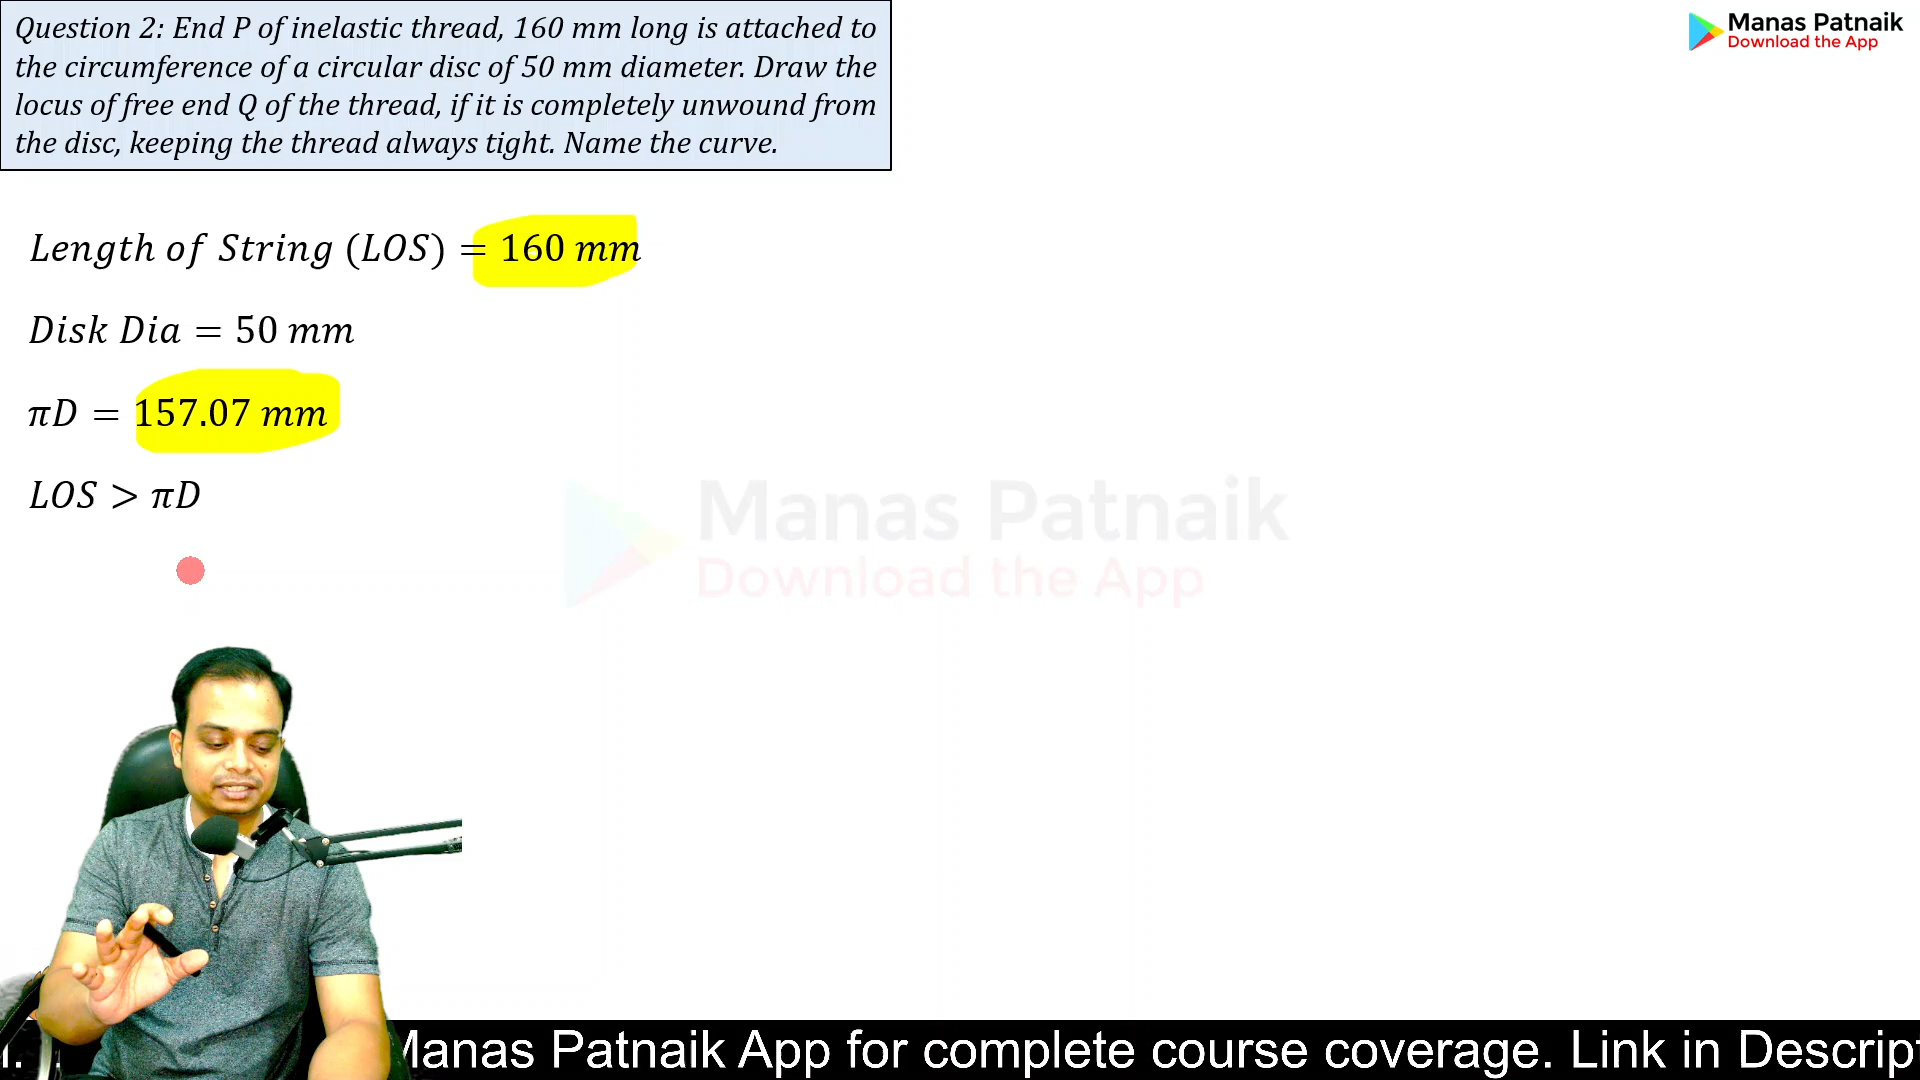 Question 2: End P of inelastic thread, 160 mm long is attached to
the circumference of a circular disc of 50 mm diameter. Draw the
locus of free end Q of the thread, if it is completely unwound from
the disc, keeping the thread always tight. Name the curve.
Manas Patnaik
Download the App
Length of String (LOS) = 160 mm
Disk Dia = 50 mm
πD = 157.07 mm
LOS > πD
Manas Patnaik
Download the App
Manas Patnaik App for complete course coverage. Link in Descrip